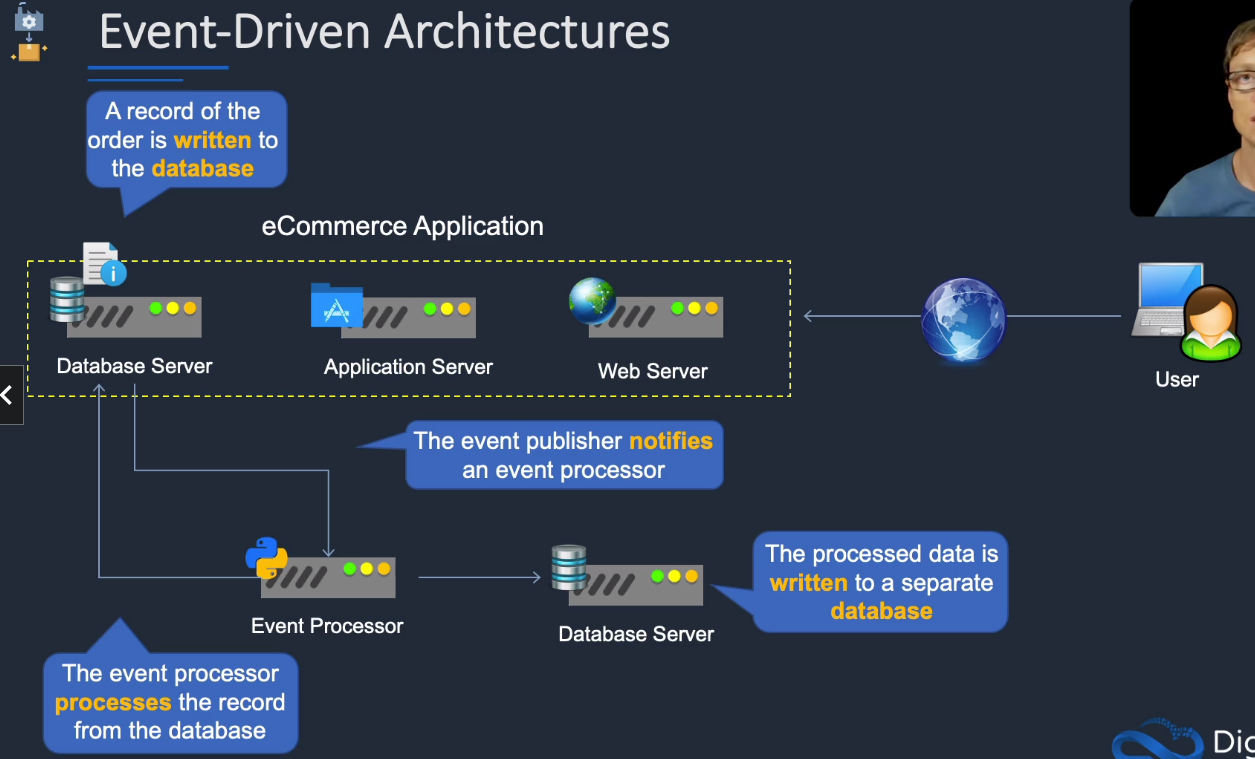 Event-Driven Architectures
A record of the
order is written to
the database
eCommerce Application
Database Server
Application Server
Web Server
User
The event publisher notifies
an event processor
The processed data is
written to a separate
database
Event Processor
Database Server
The event processor
processes the record
from the database